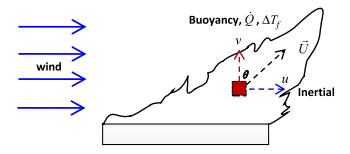 Buoyancy, Q̇ , ΔT_f
v
U⃗
wind
θ
u
Inertial